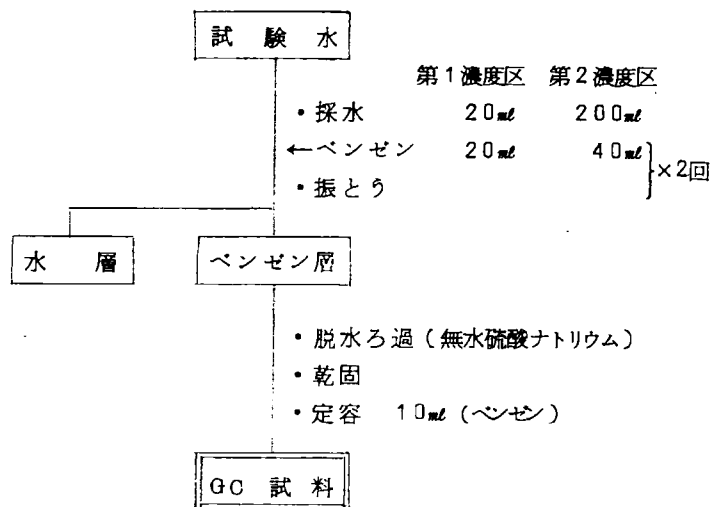 試験水
第1濃度区 第2濃度区
・採水 20ml 200ml
←ベンゼン 20ml 40ml
・振とう
×2回
水層 ベンゼン層
・脱水ろ過(無水硫酸ナトリウム)
・乾固
・定容 10ml(ベンゼン)
GC試料